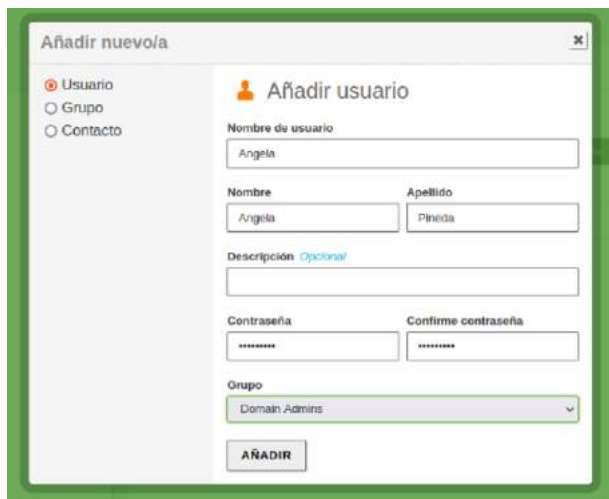 Añadir nuevo/a
Usuario
Grupo
Contacto
Añadir usuario
Nombre de usuario
Angela
Nombre Apellido
Angela Pineda
Descripción Opcional
Contraseña Confirme contraseña
••••••••• •••••••••
Grupo
Domain Admins
AÑADIR